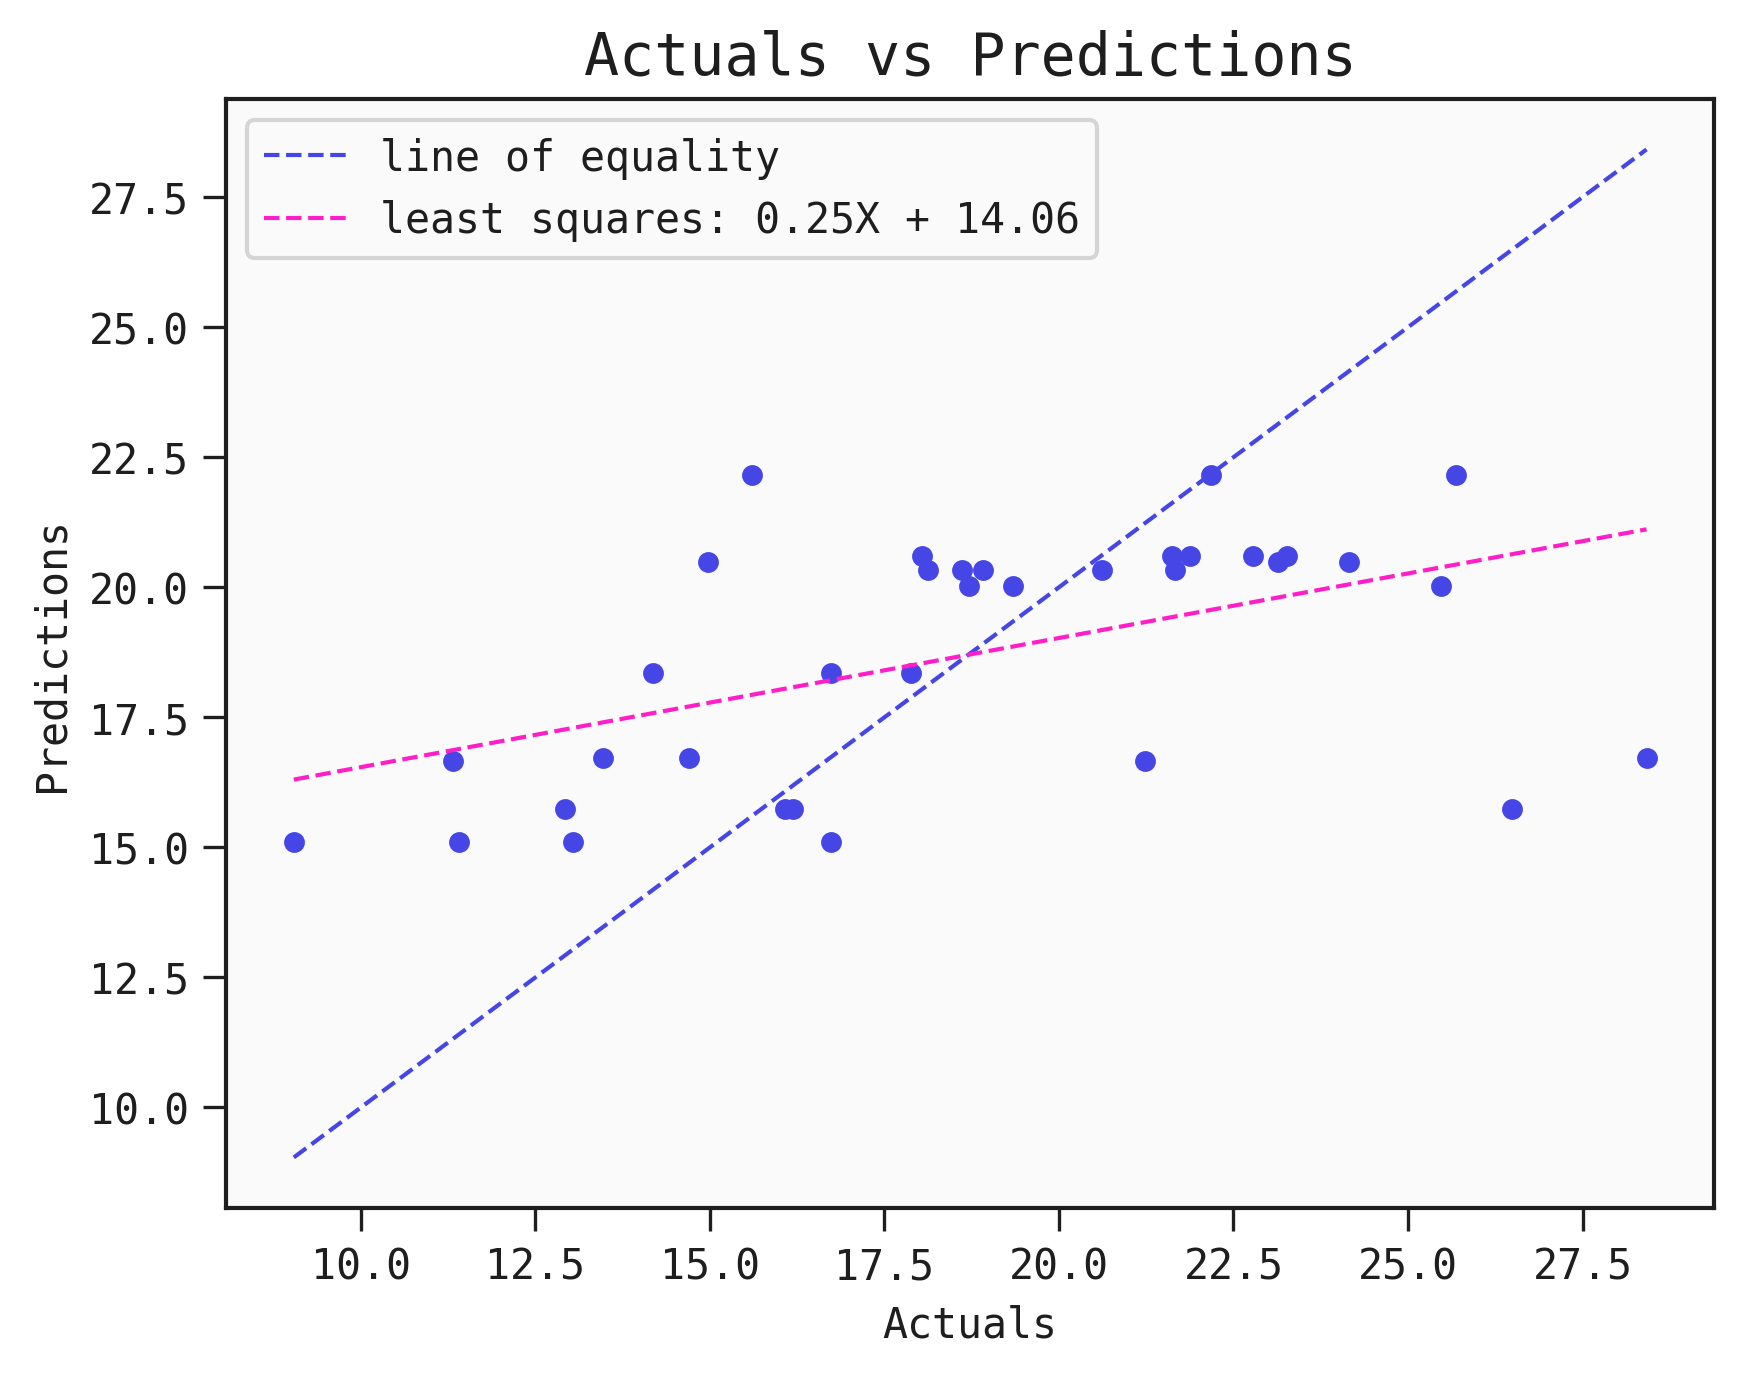 Actuals vs Predictions
line of equality
least squares: 0.25X + 14.06
Predictions
27.5
25.0
22.5
20.0
17.5
15.0
12.5
10.0
10.0 12.5 15.0 17.5 20.0 22.5 25.0 27.5
Actuals